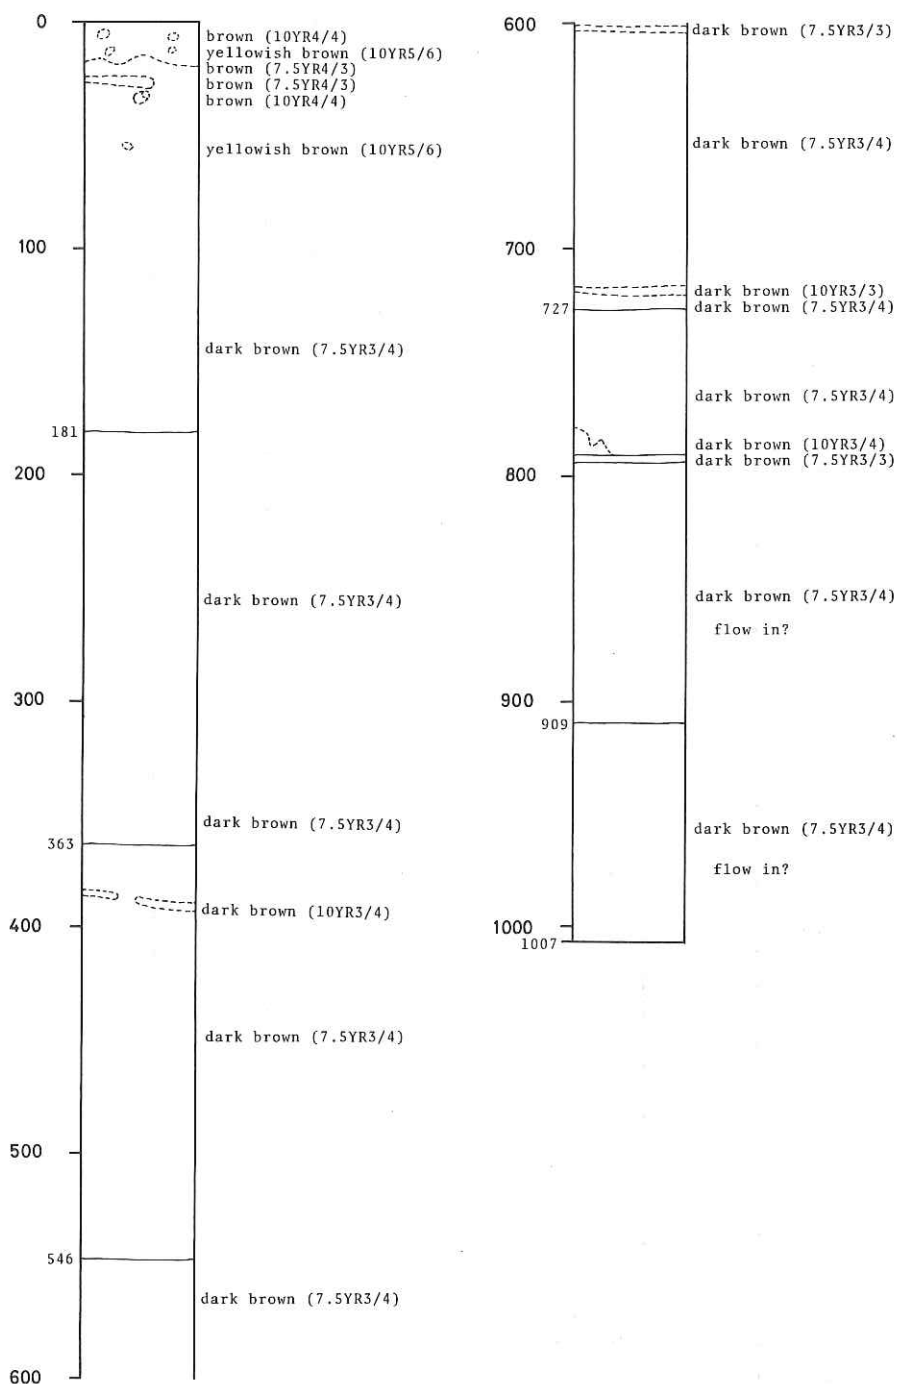 0
brown (10YR4/4)
yellowish brown (10YR5/6)
brown (7.5YR4/3)
brown (7.5YR4/3)
brown (10YR4/4)
yellowish brown (10YR5/6)
100
dark brown (7.5YR3/4)
181
200
dark brown (7.5YR3/4)
300
dark brown (7.5YR3/4)
363
dark brown (10YR3/4)
400
dark brown (7.5YR3/4)
500
546
dark brown (7.5YR3/4)
600
600
dark brown (7.5YR3/3)
dark brown (7.5YR3/4)
700
dark brown (10YR3/3)
727
dark brown (7.5YR3/4)
dark brown (7.5YR3/4)
dark brown (10YR3/4)
dark brown (7.5YR3/3)
800
dark brown (7.5YR3/4)
flow in?
900
909
dark brown (7.5YR3/4)
flow in?
1000
1007